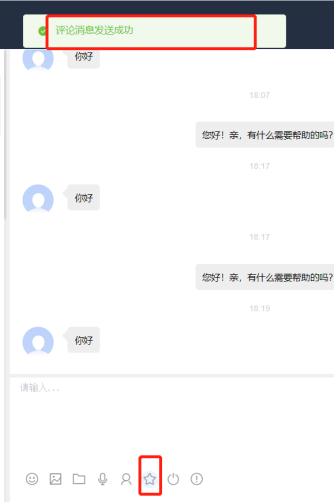 评论消息发送成功
你好
18:07
您好！亲，有什么需要帮助的吗?
18:17
你好
18:17
您好！亲，有什么需要帮助的吗?
18:19
你好
请输入...